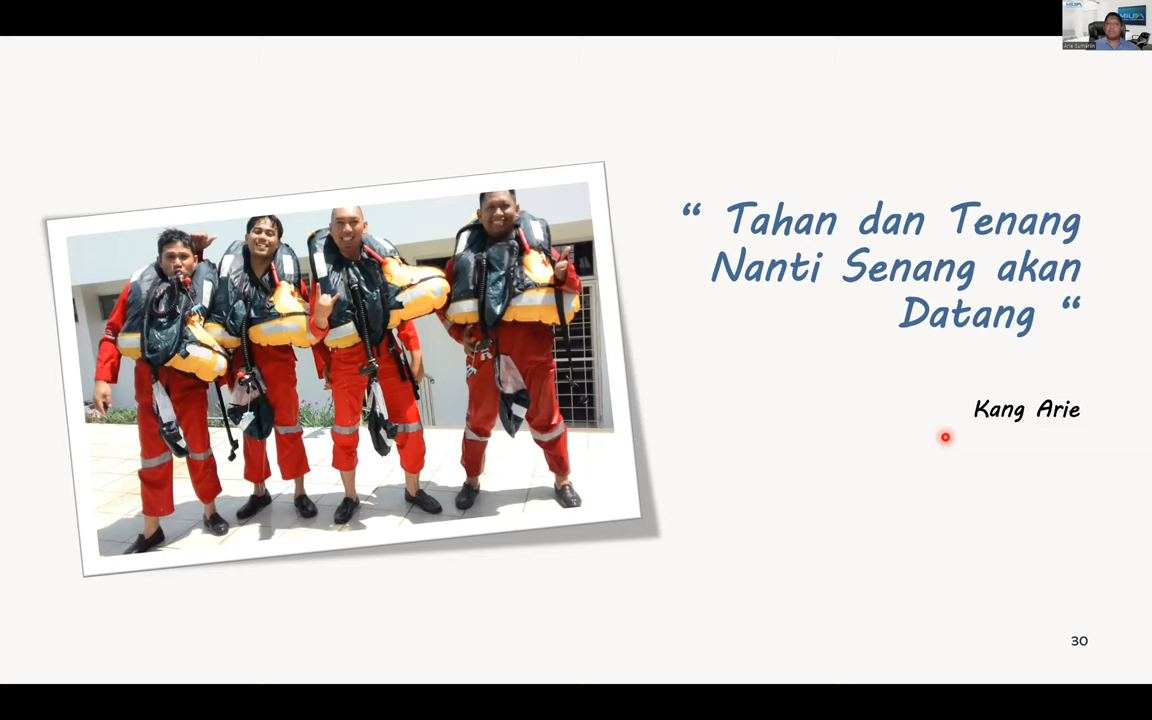 “ Tahan dan Tenang
Nanti Senang akan
Datang “
Kang Arie
30